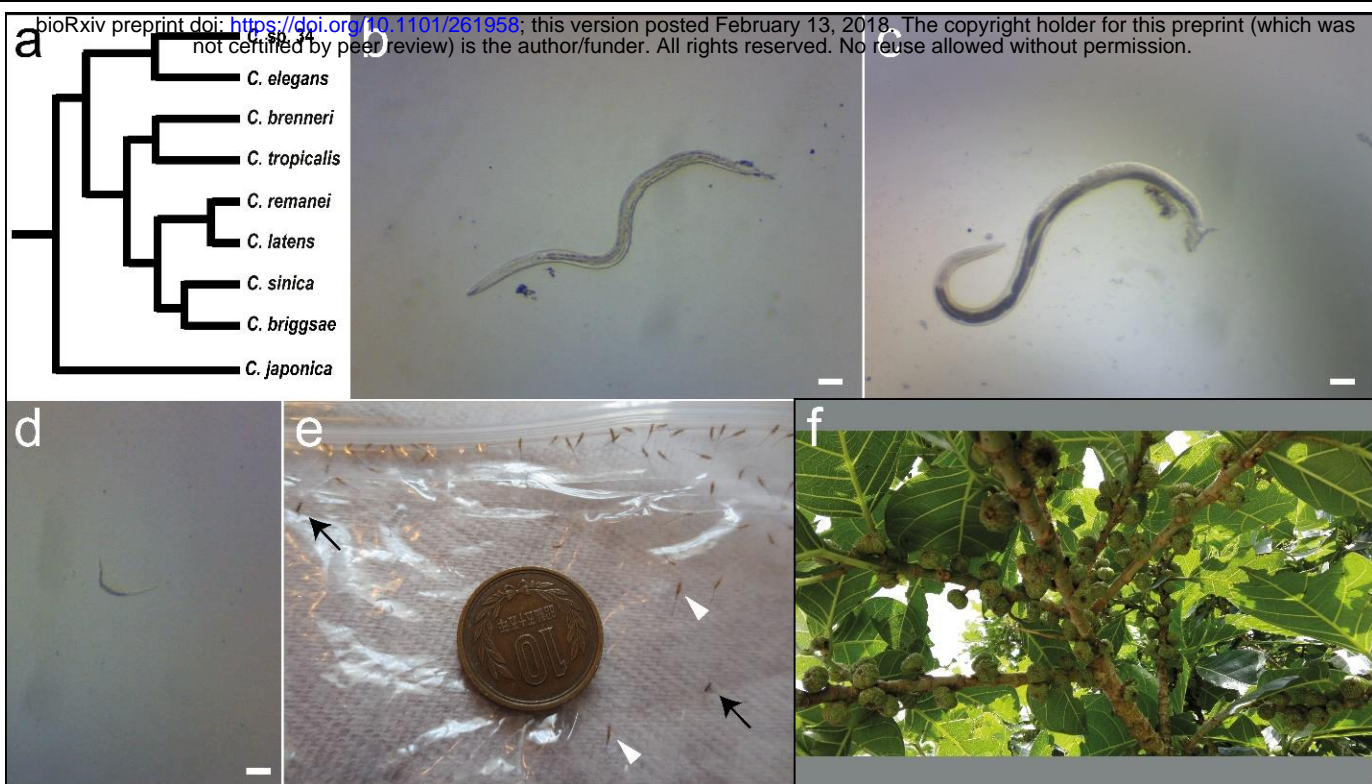 bioRxiv preprint doi: https://doi.org/10.1101/261958; this version posted February 13, 2018. The copyright holder for this preprint (which was
not certified by peer review) is the author/funder. All rights reserved. No reuse allowed without permission.
a
b
c
C. sp. 34
C. elegans
C. brenneri
C. tropicalis
C. remanei
C. latens
C. sinica
C. briggsae
C. japonica
d
e
f
10